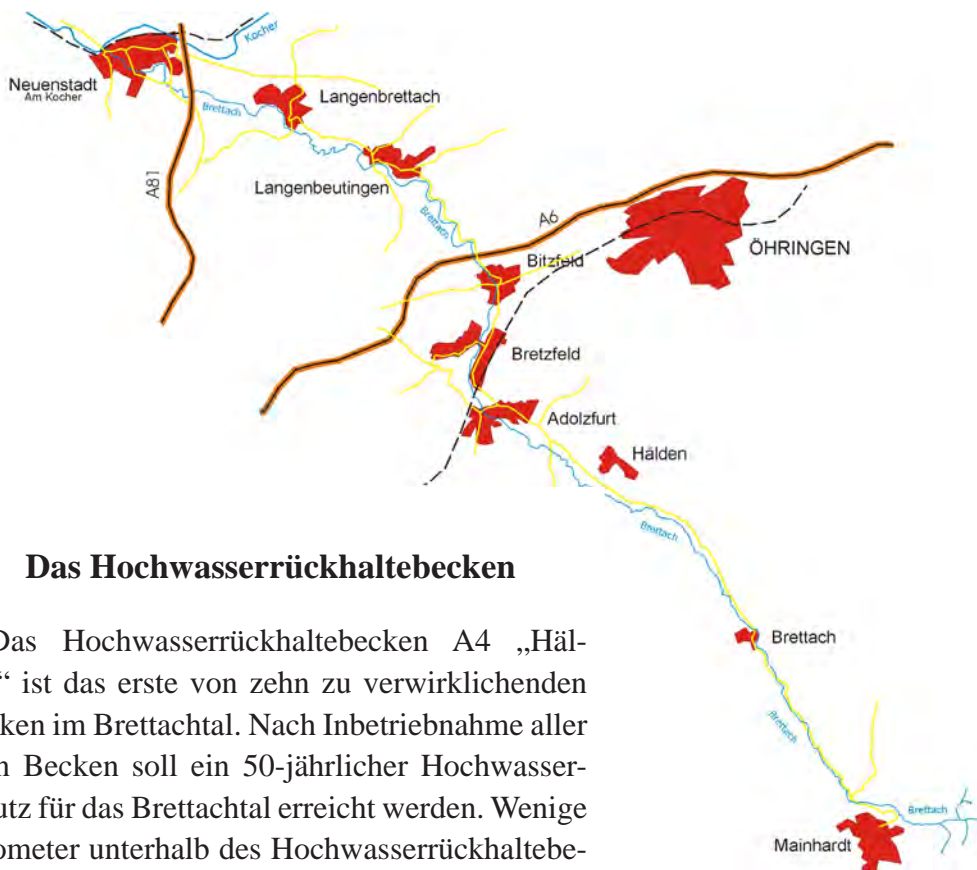 Kocher
Neuenstadt
Am Kocher
Brettach
Langenbrettach
A81
Langenbeutingen
Brettach
A6
ÖHRINGEN
Bitzfeld
Bretzfeld
Adolzfurt
Hälden
Brettach
Das Hochwasserrückhaltebecken
Das Hochwasserrückhaltebecken A4 „Häl-
“ ist das erste von zehn zu verwirklichenden
ken im Brettachtal. Nach Inbetriebnahme aller
n Becken soll ein 50-jährlicher Hochwasser-
utz für das Brettachtal erreicht werden. Wenige
ometer unterhalb des Hochwasserrückhaltebe-
Brettach
Brettach
Brettach
Mainhardt